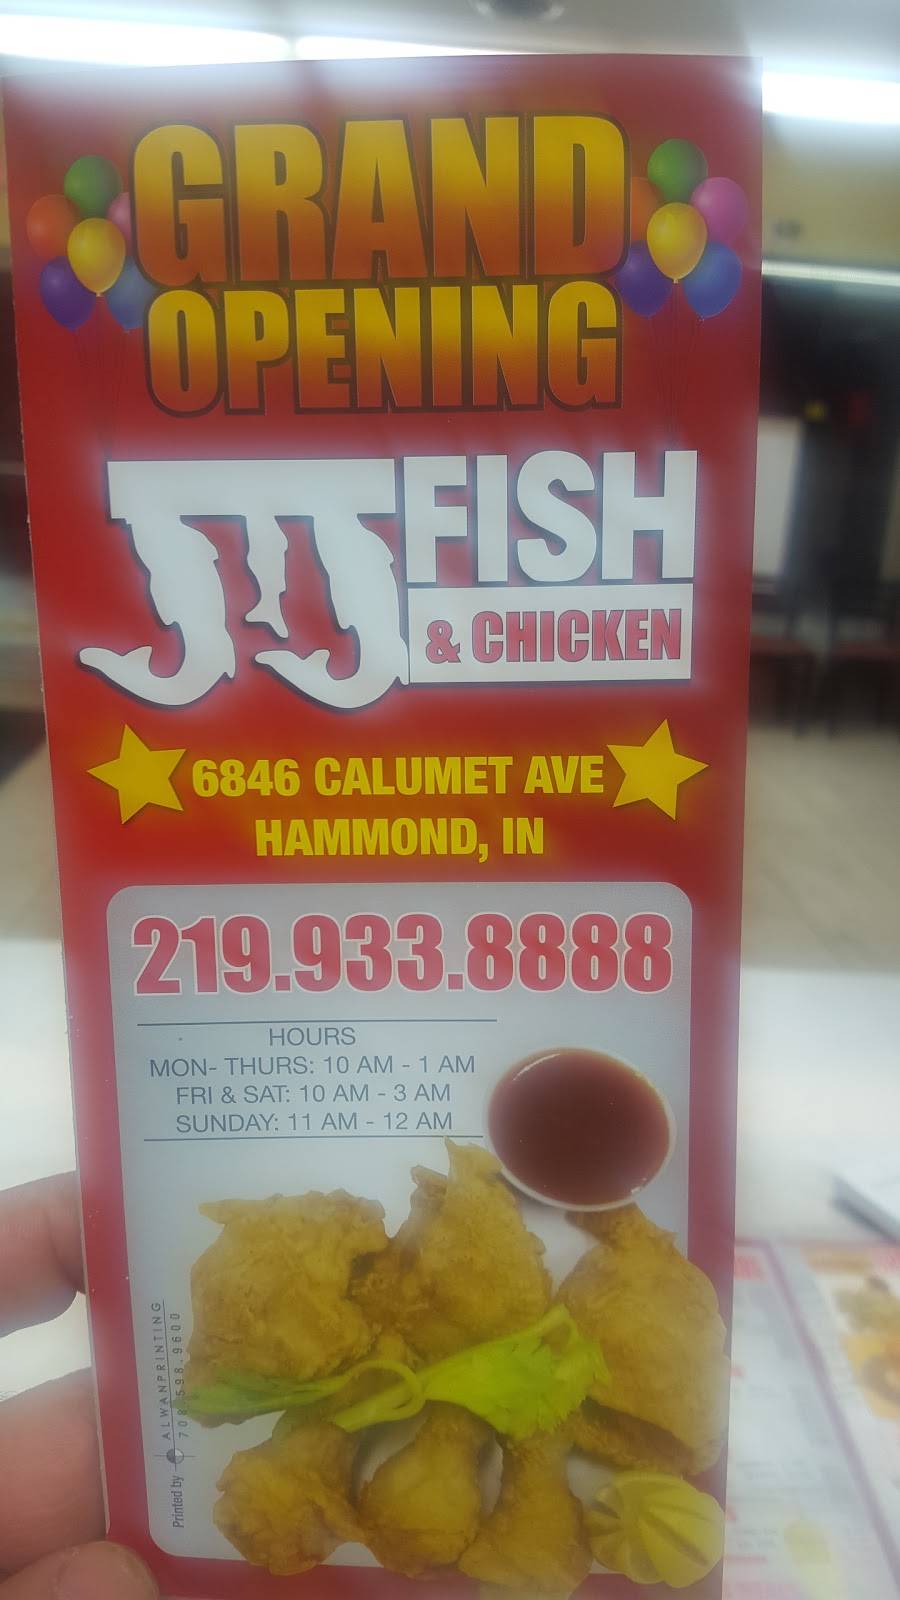 GRAND
OPENING
JJ FISH
& CHICKEN
6846 CALUMET AVE
HAMMOND, IN
219.933.8888
HOURS
MON- THURS: 10 AM - 1 AM
FRI & SAT: 10 AM - 3 AM
SUNDAY: 11 AM - 12 AM
Printed by ALWANPRINTING
708.598.9600